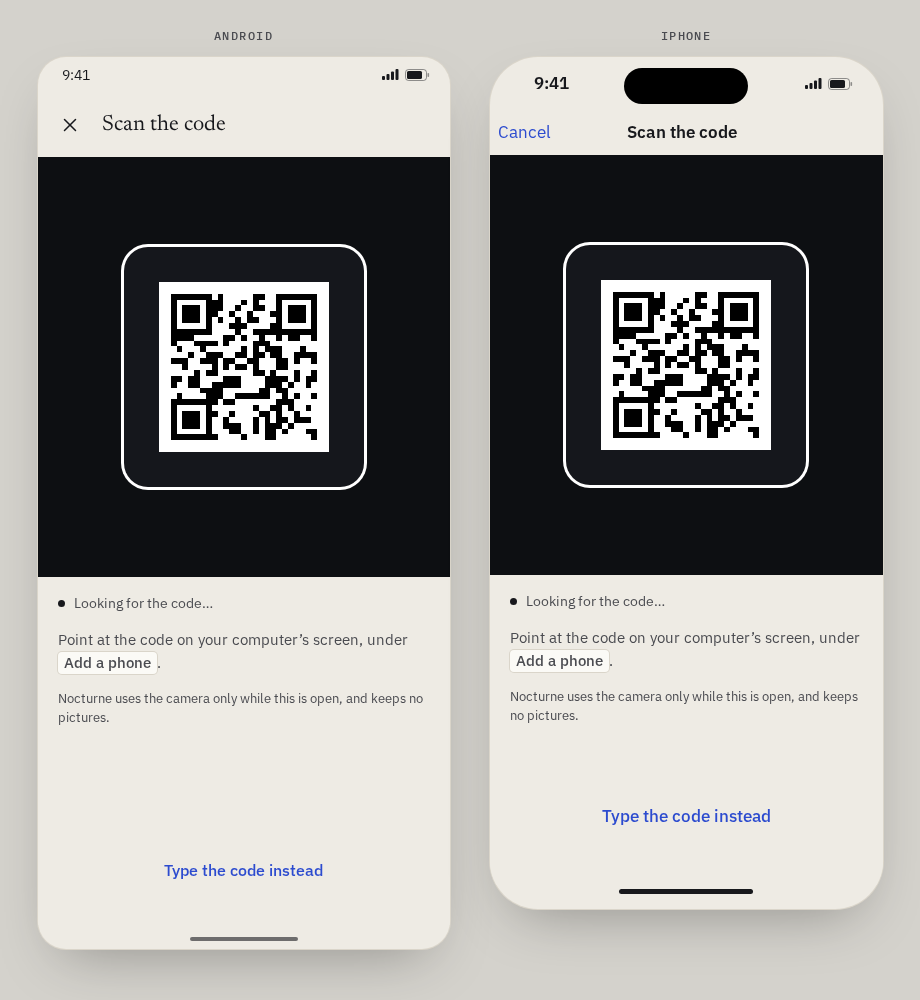 ANDROID
9:41
Scan the code
Looking for the code...
Point at the code on your computer’s screen, under
Add a phone.
Nocturne uses the camera only while this is open, and keeps no
pictures.
Type the code instead
IPHONE
9:41
Cancel
Scan the code
Looking for the code...
Point at the code on your computer’s screen, under
Add a phone.
Nocturne uses the camera only while this is open, and keeps
no pictures.
Type the code instead